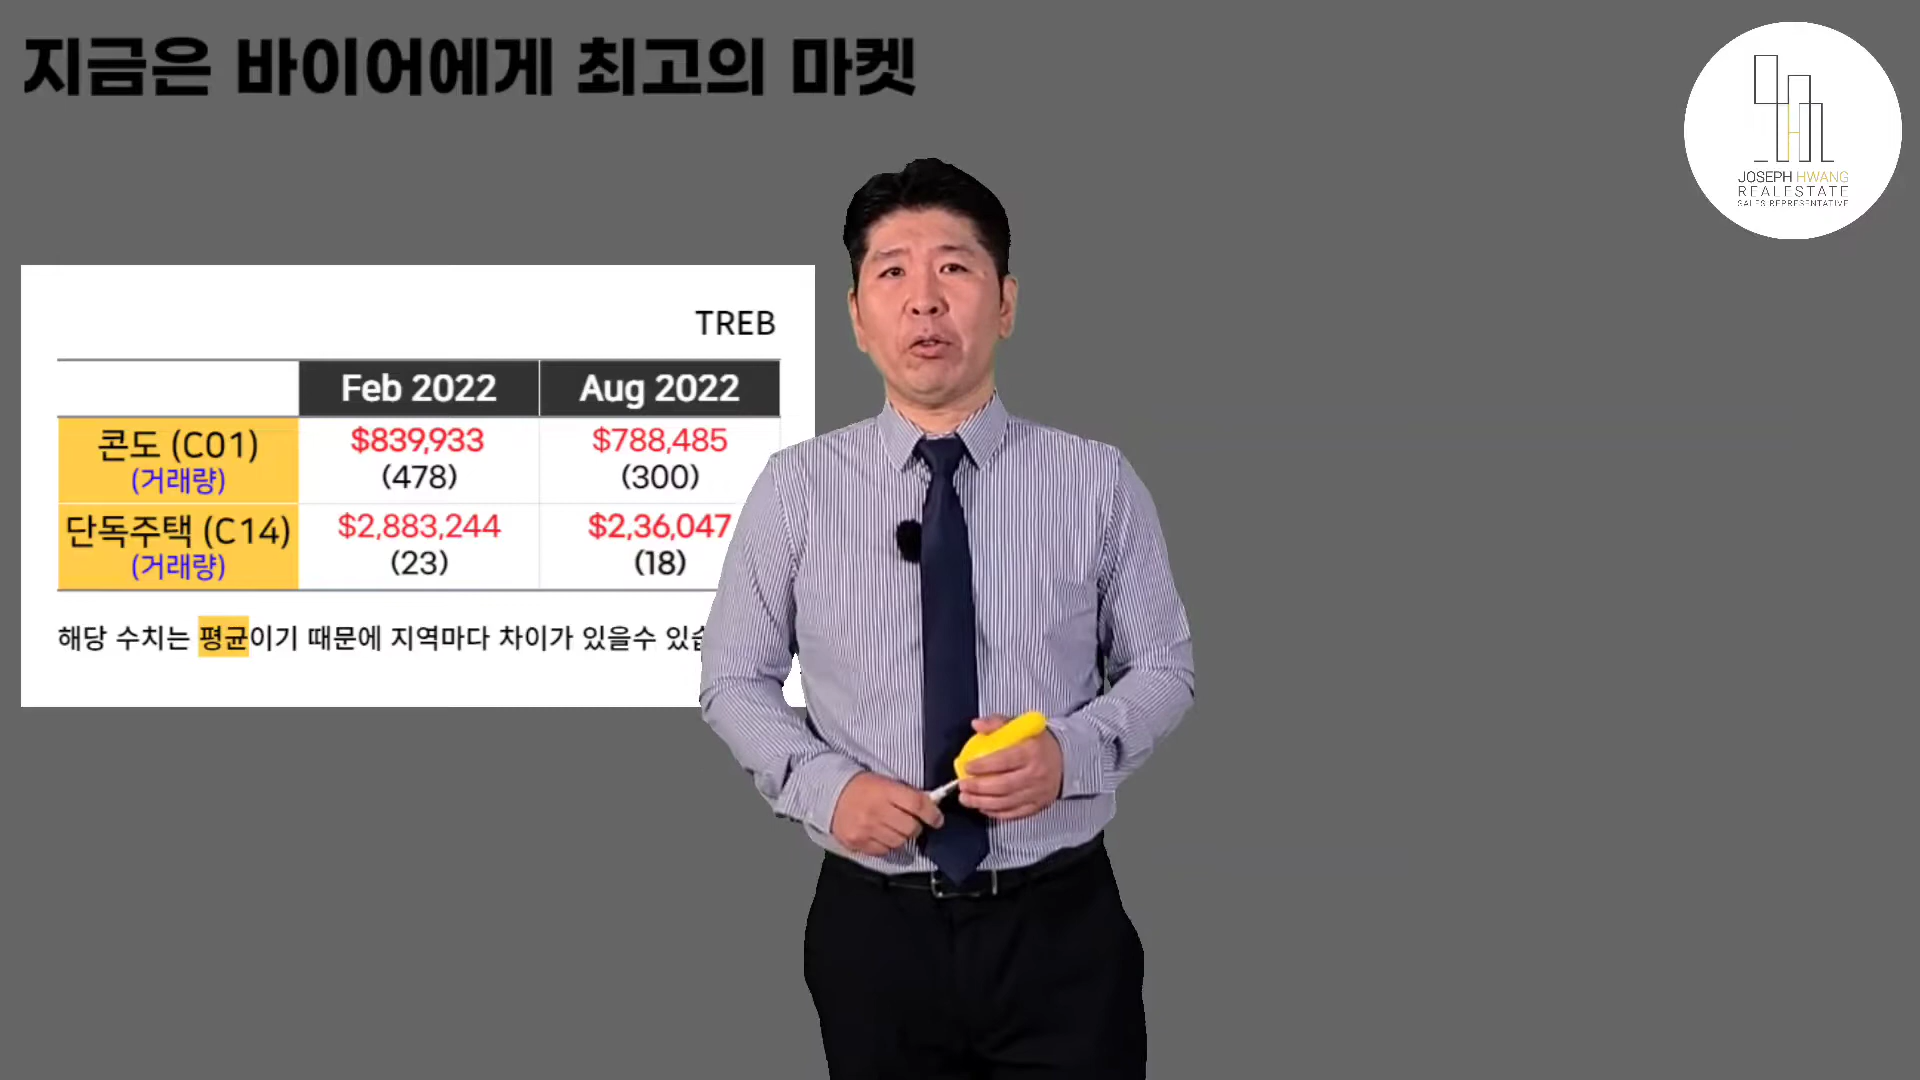 지금은 바이어에게 최고의 마켓
JOSEPH HWANG
REALESTATE
SALES REPRESENTATIVE
TREB
Feb 2022 Aug 2022
콘도 (C01) $839,933 $788,485
(거래량) (478) (300)
단독주택 (C14) $2,883,244 $2,36,047
(거래량) (23) (18)
해당 수치는 평균이기 때문에 지역마다 차이가 있을수